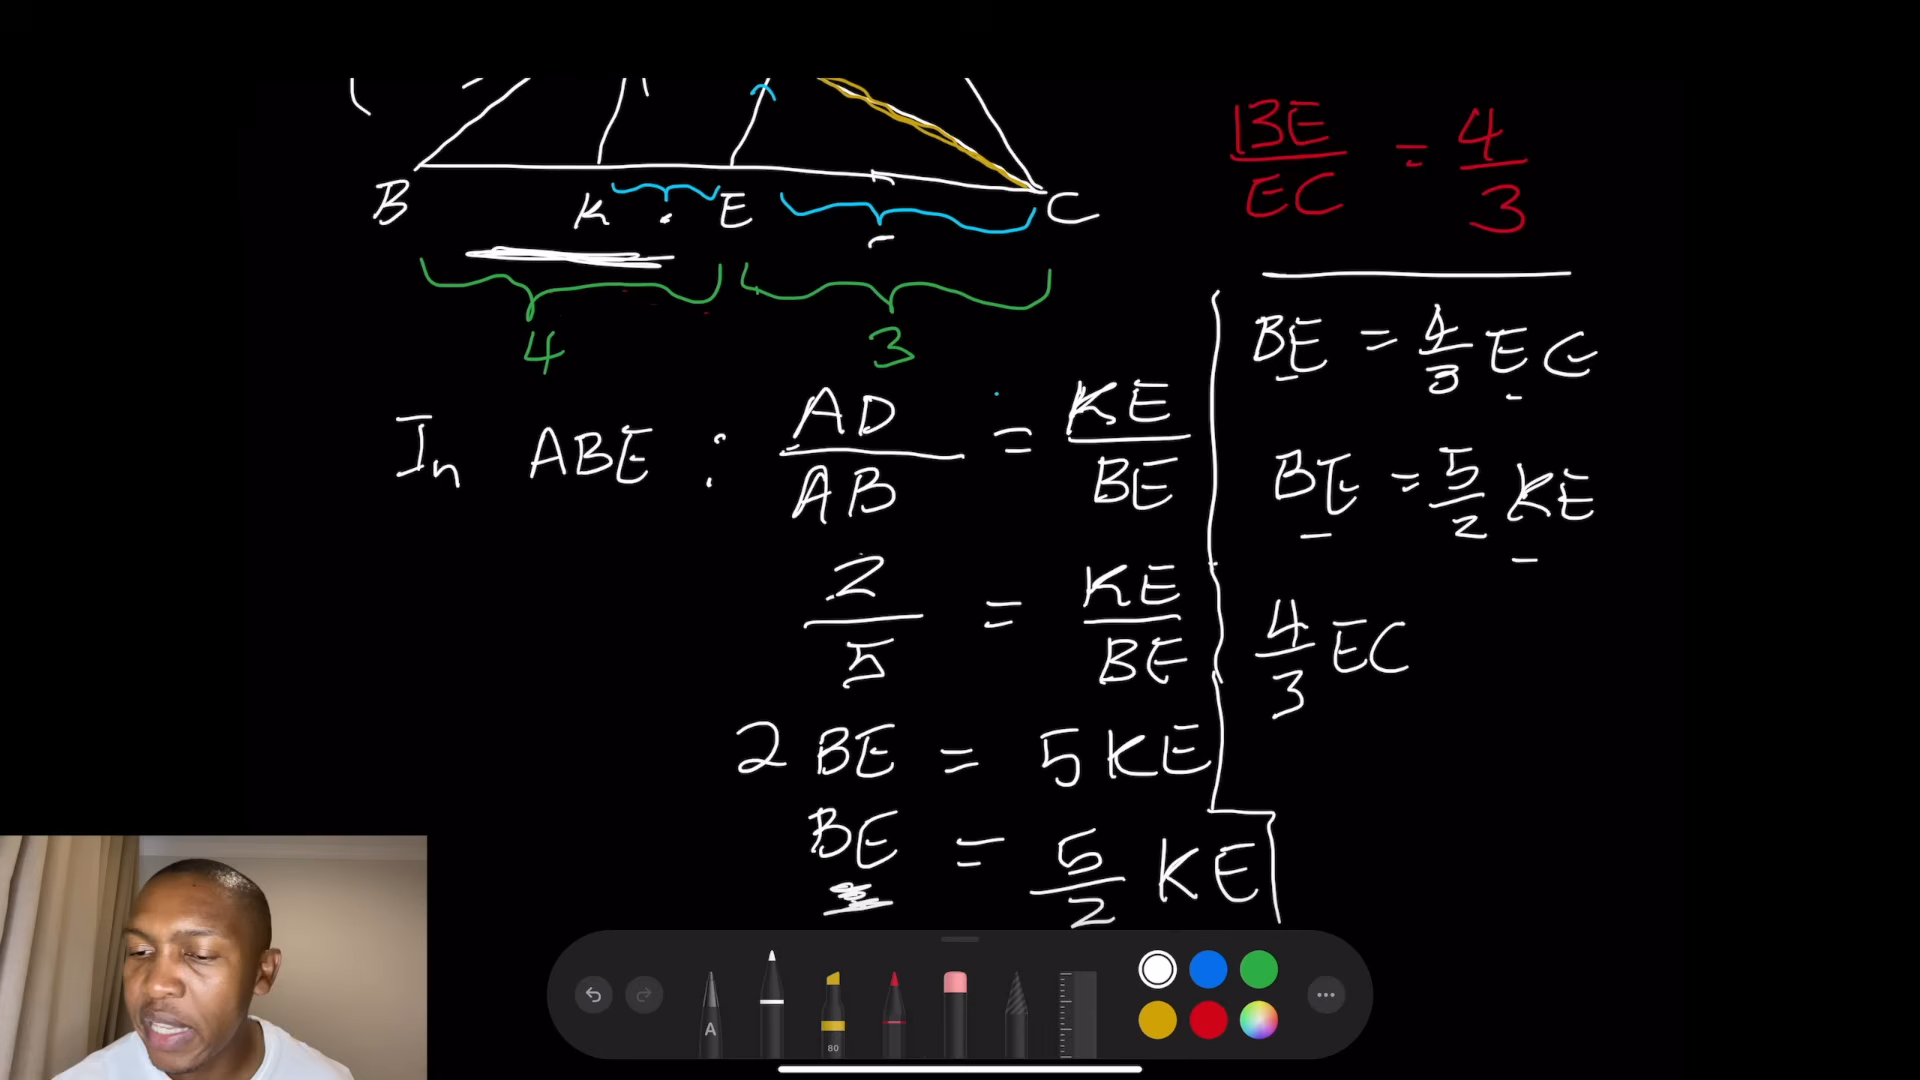 B K E C
4 3
BE/EC = 4/3
In ABE : AD/AB = KE/BE
2/5 = KE/BE
2 BE = 5 KE
BE = 5/2 KE
BE = 4/3 EC
BE = 5/2 KE
4/3 EC
A
80